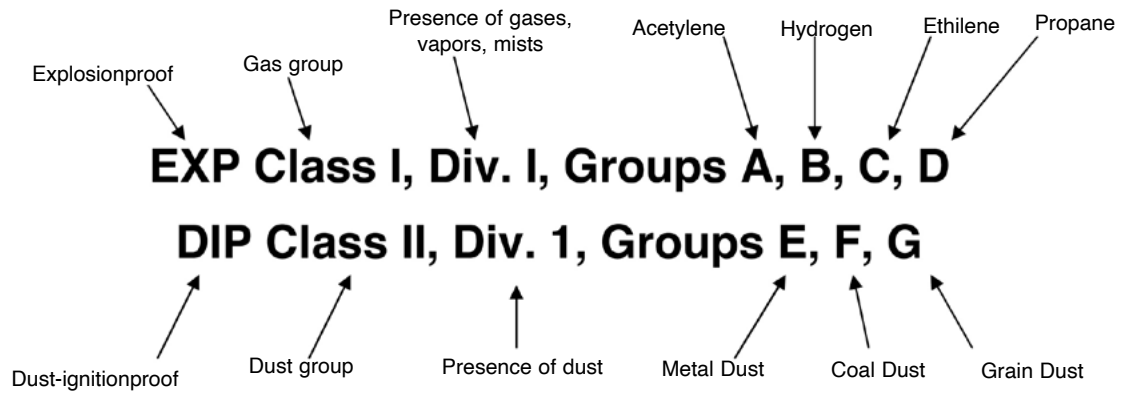 Presence of gases,
vapors, mists
Acetylene
Hydrogen
Ethilene
Propane
Explosionproof
Gas group
EXP Class I, Div. I, Groups A, B, C, D
DIP Class II, Div. 1, Groups E, F, G
Dust-ignitionproof
Dust group
Presence of dust
Metal Dust
Coal Dust
Grain Dust